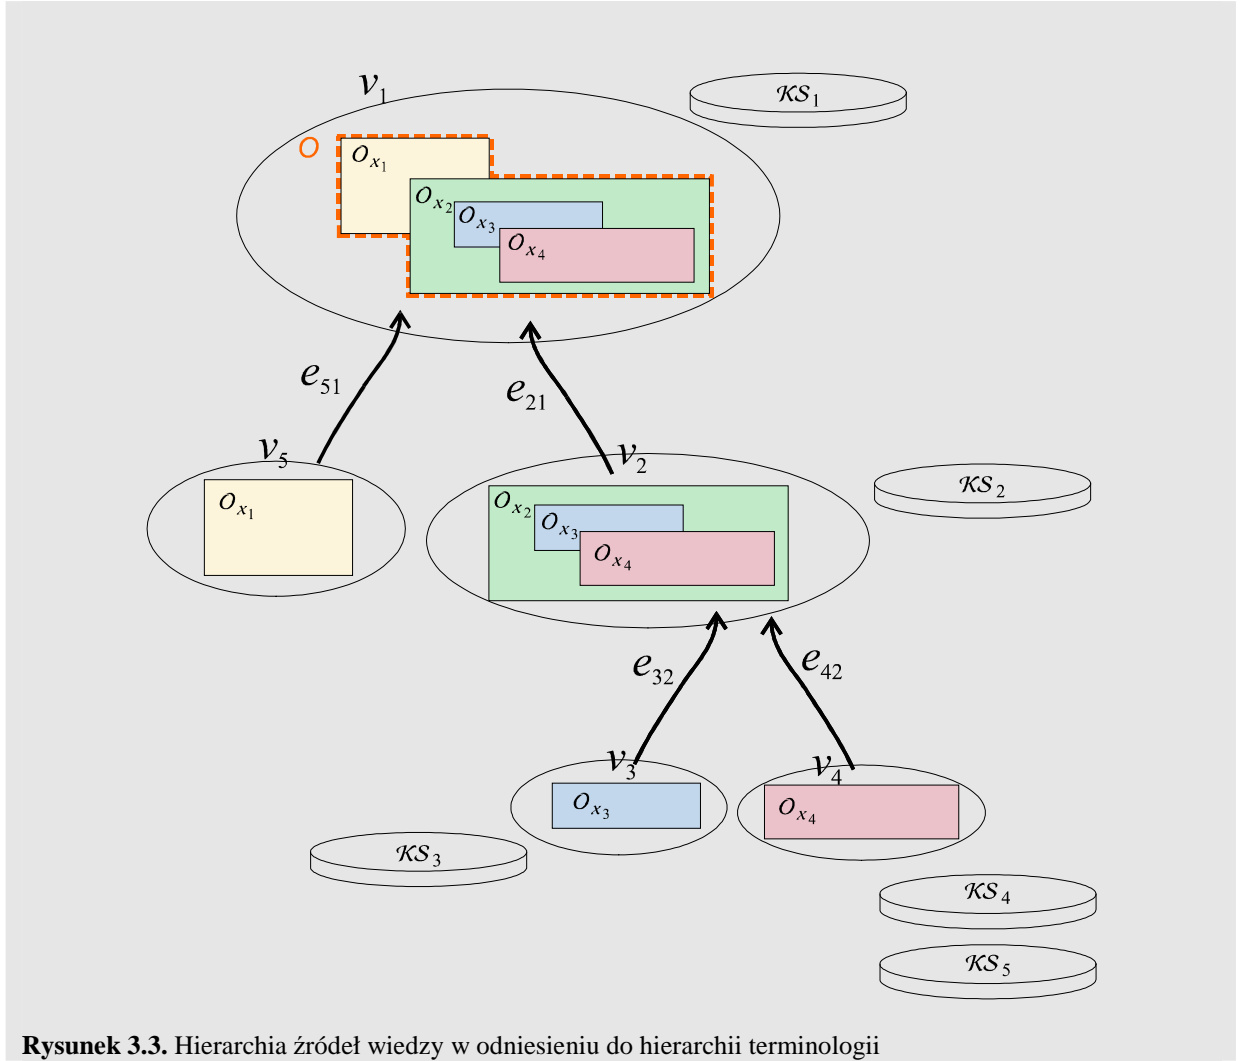 v₁
𝒦𝒮₁
O
𝒪ₓ₁
𝒪ₓ₂
𝒪ₓ₃
𝒪ₓ₄
e₅₁
e₂₁
v₅
v₂
𝒦𝒮₂
𝒪ₓ₁
𝒪ₓ₂
𝒪ₓ₃
𝒪ₓ₄
e₃₂
e₄₂
v₃
v₄
𝒪ₓ₃
𝒪ₓ₄
𝒦𝒮₃
𝒦𝒮₄
𝒦𝒮₅
Rysunek 3.3. Hierarchia źródeł wiedzy w odniesieniu do hierarchii terminologii